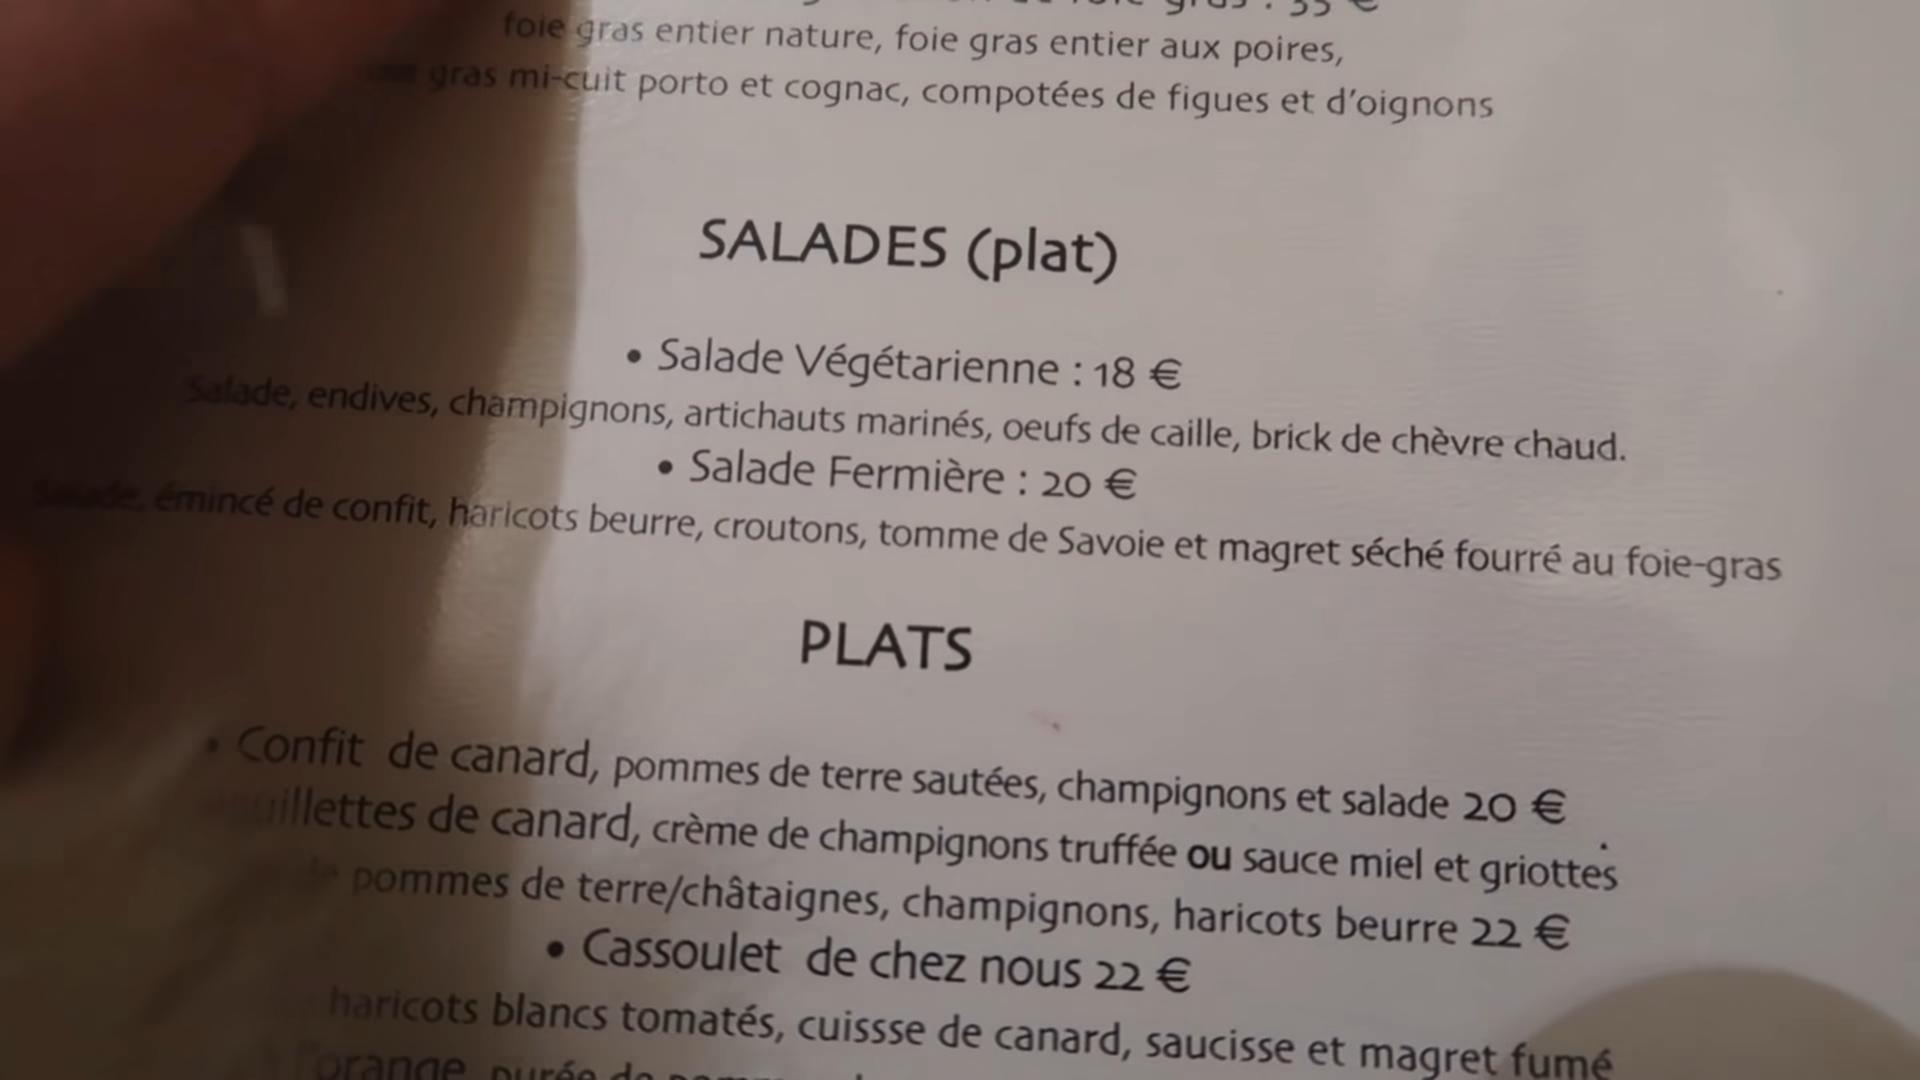 foie gras entier nature, foie gras entier aux poires,
gras mi-cuit porto et cognac, compotées de figues et d'oignons
SALADES (plat)
• Salade Végétarienne : 18 €
Salade, endives, champignons, artichauts marinés, oeufs de caille, brick de chèvre chaud.
• Salade Fermière : 20 €
Salade, émincé de confit, haricots beurre, croutons, tomme de Savoie et magret séché fourré au foie-gras
PLATS
• Confit de canard, pommes de terre sautées, champignons et salade 20 €
de canard, crème de champignons truffée ou sauce miel et griottes
pommes de terre/châtaignes, champignons, haricots beurre 22 €
• Cassoulet de chez nous 22 €
haricots blancs tomatés, cuissse de canard, saucisse et magret fumé
l'orange, purée de